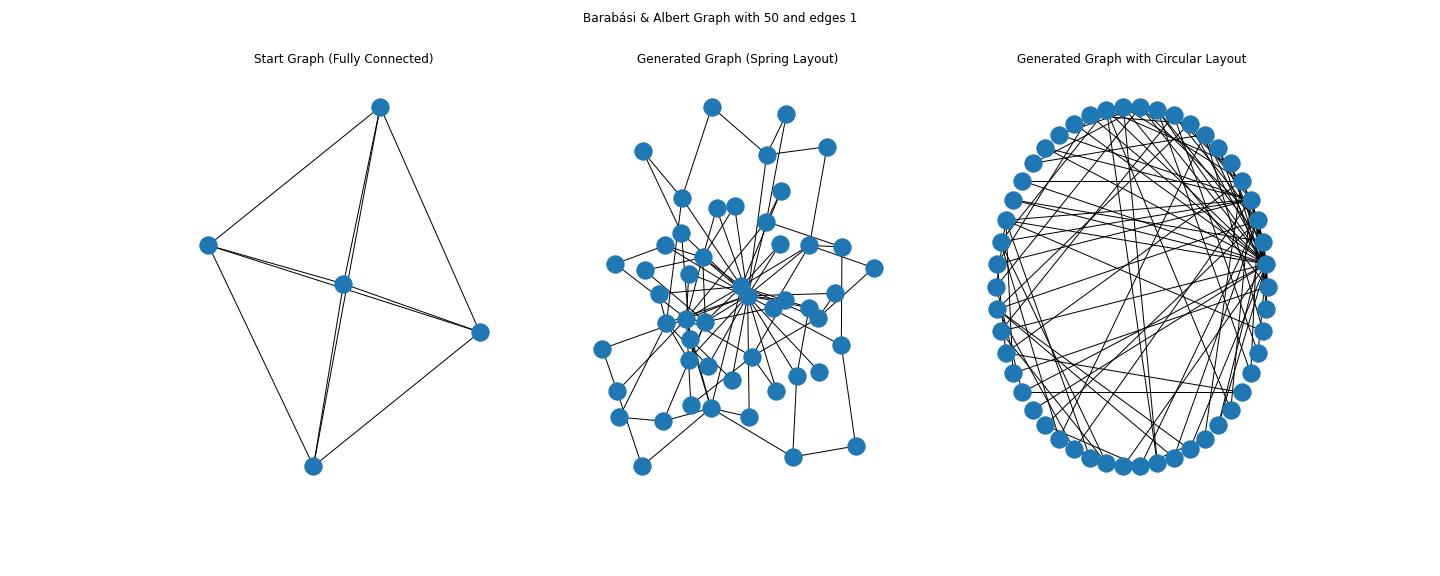 Barabási & Albert Graph with 50 and edges 1
Start Graph (Fully Connected)
Generated Graph (Spring Layout)
Generated Graph with Circular Layout